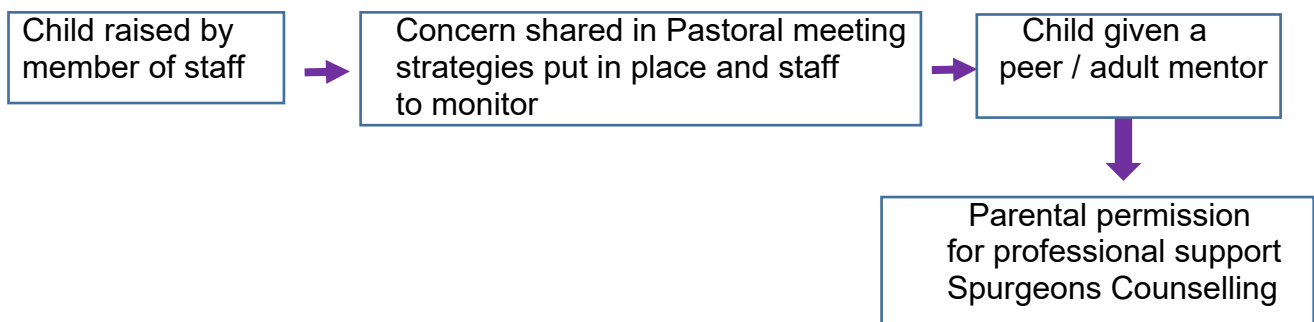 Child raised by
member of staff
Concern shared in Pastoral meeting
strategies put in place and staff
to monitor
Child given a
peer / adult mentor
Parental permission
for professional support
Spurgeons Counselling